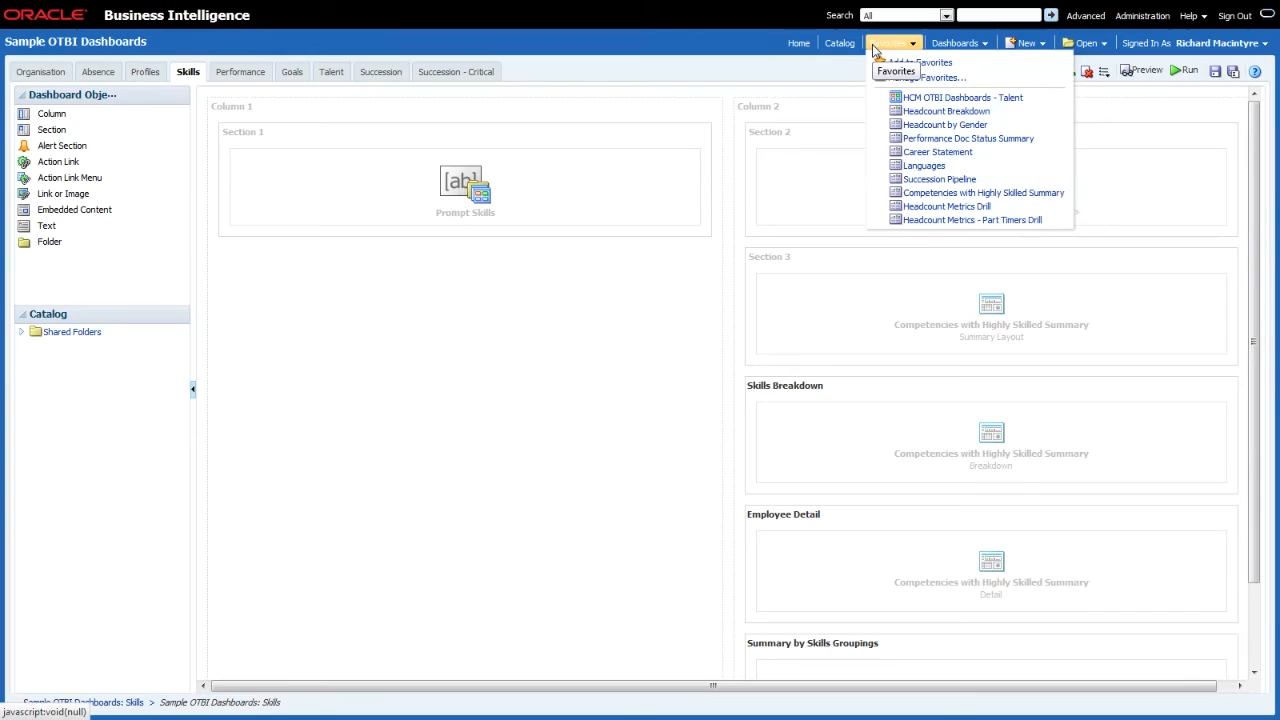 ORACLE Business Intelligence
Search All Advanced Administration Help Sign Out
Sample OTBI Dashboards
Home Catalog Dashboards New Open Signed In As Richard Macintyre
Organisation Absence Profiles Skills Performance Goals Talent Succession Succession - Critical
Add to Favorites
Favorites
Manage Favorites...
HCM OTBI Dashboards - Talent
Headcount Breakdown
Headcount by Gender
Performance Doc Status Summary
Career Statement
Languages
Succession Pipeline
Competencies with Highly Skilled Summary
Headcount Metrics Drill
Headcount Metrics - Part Timers Drill
Preview Run
Dashboard Obje...
Column
Section
Alert Section
Action Link
Action Link Menu
Link or Image
Embedded Content
Text
Folder
Catalog
Shared Folders
Column 1
Section 1
[ab]
Prompt Skills
Column 2
Section 2
Section 3
Competencies with Highly Skilled Summary
Summary Layout
Skills Breakdown
Competencies with Highly Skilled Summary
Breakdown
Employee Detail
Competencies with Highly Skilled Summary
Detail
Summary by Skills Groupings
Sample OTBI Dashboards: Skills > Sample OTBI Dashboards: Skills
javascript:void(null)